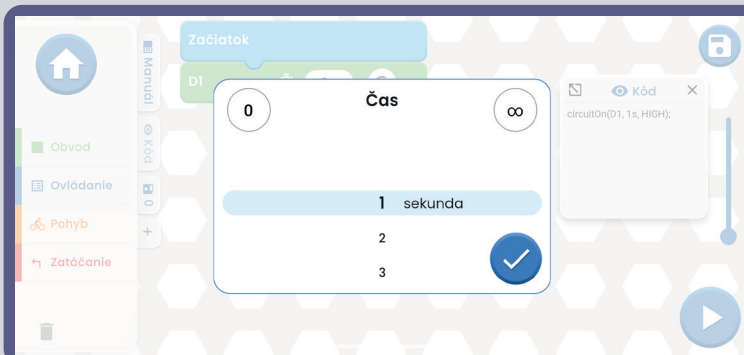 Začiatok
D1
Čas
0
∞
1 sekunda
2
3
Manual
Kód
0
+
Obvod
Ovládanie
Pohyb
Zatáčanie
Kód
circuitOn(D1, 1s, HIGH);